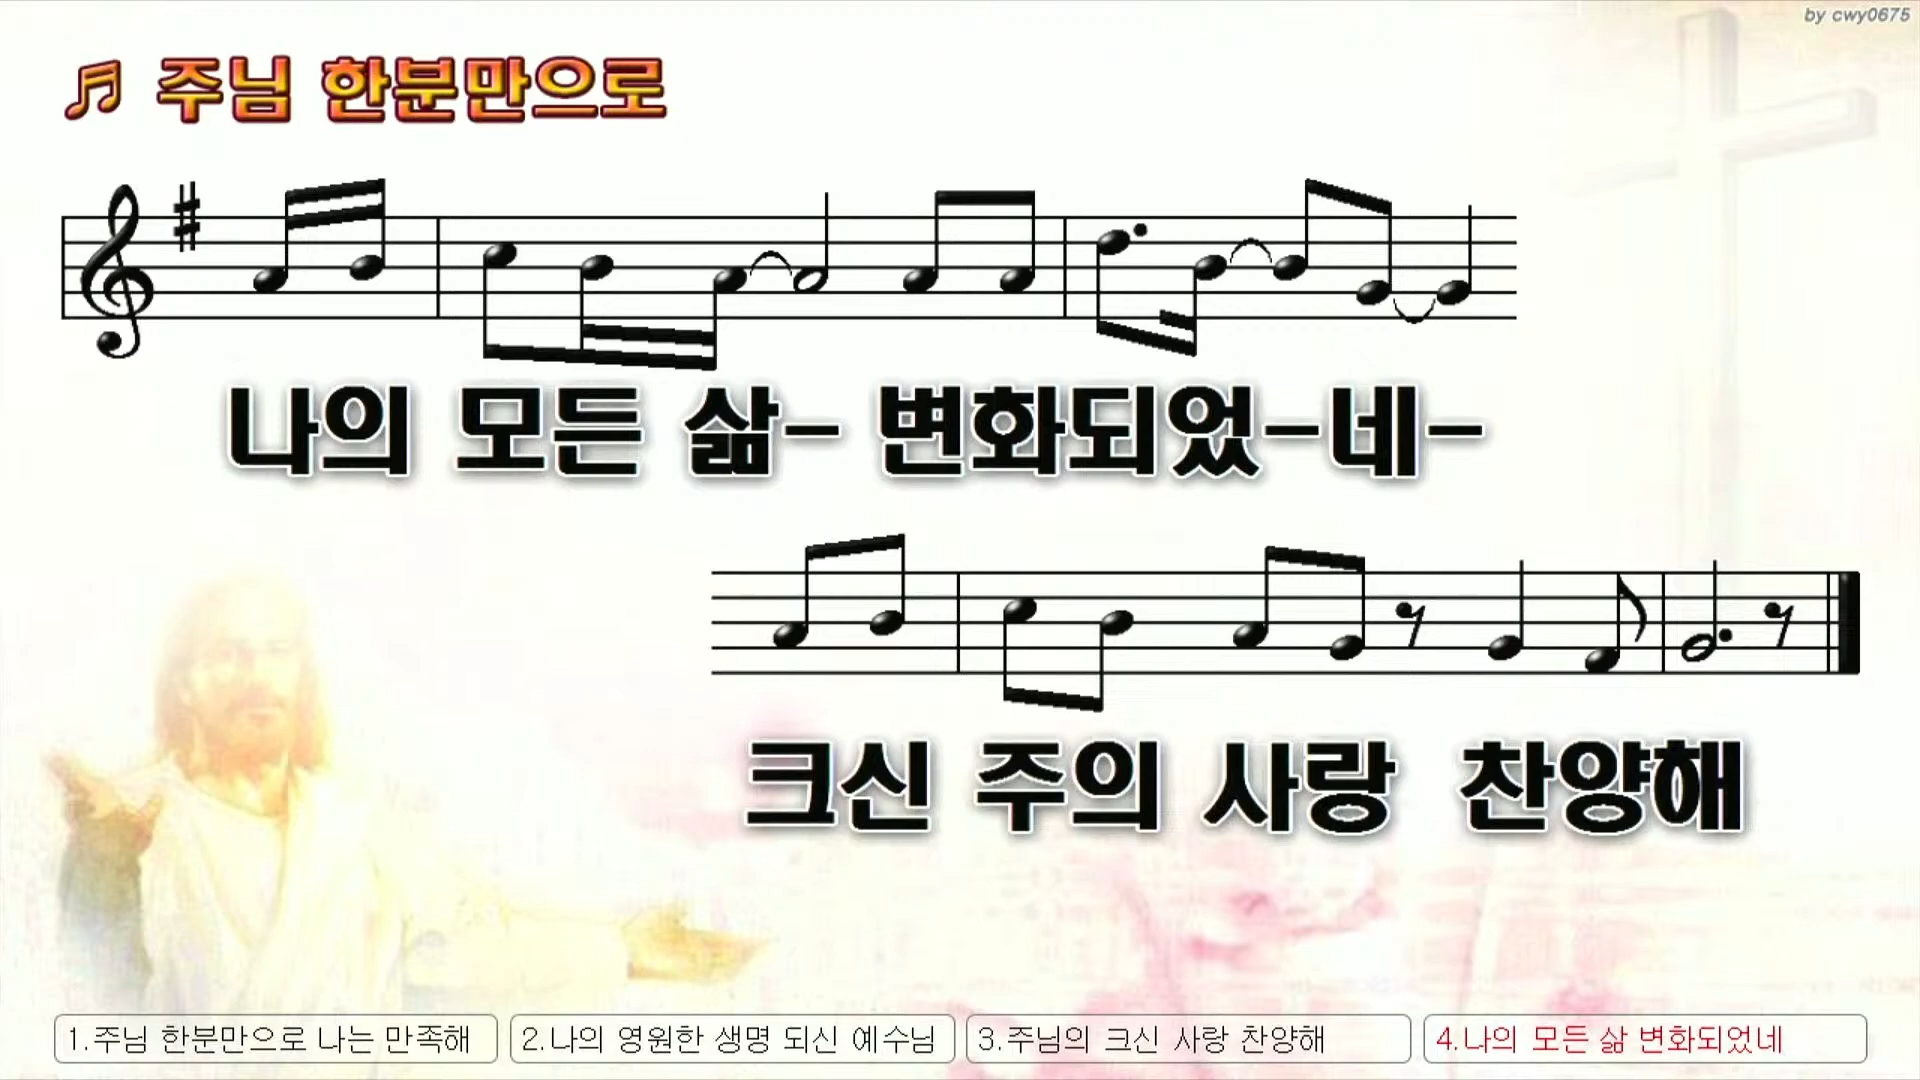 by cwy0675
주님 한분만으로
나의 모든 삶- 변화되었-네-
크신 주의 사랑 찬양해
1.주님 한분만으로 나는 만족해
2.나의 영원한 생명 되신 예수님
3.주님의 크신 사랑 찬양해
4.나의 모든 삶 변화되었네